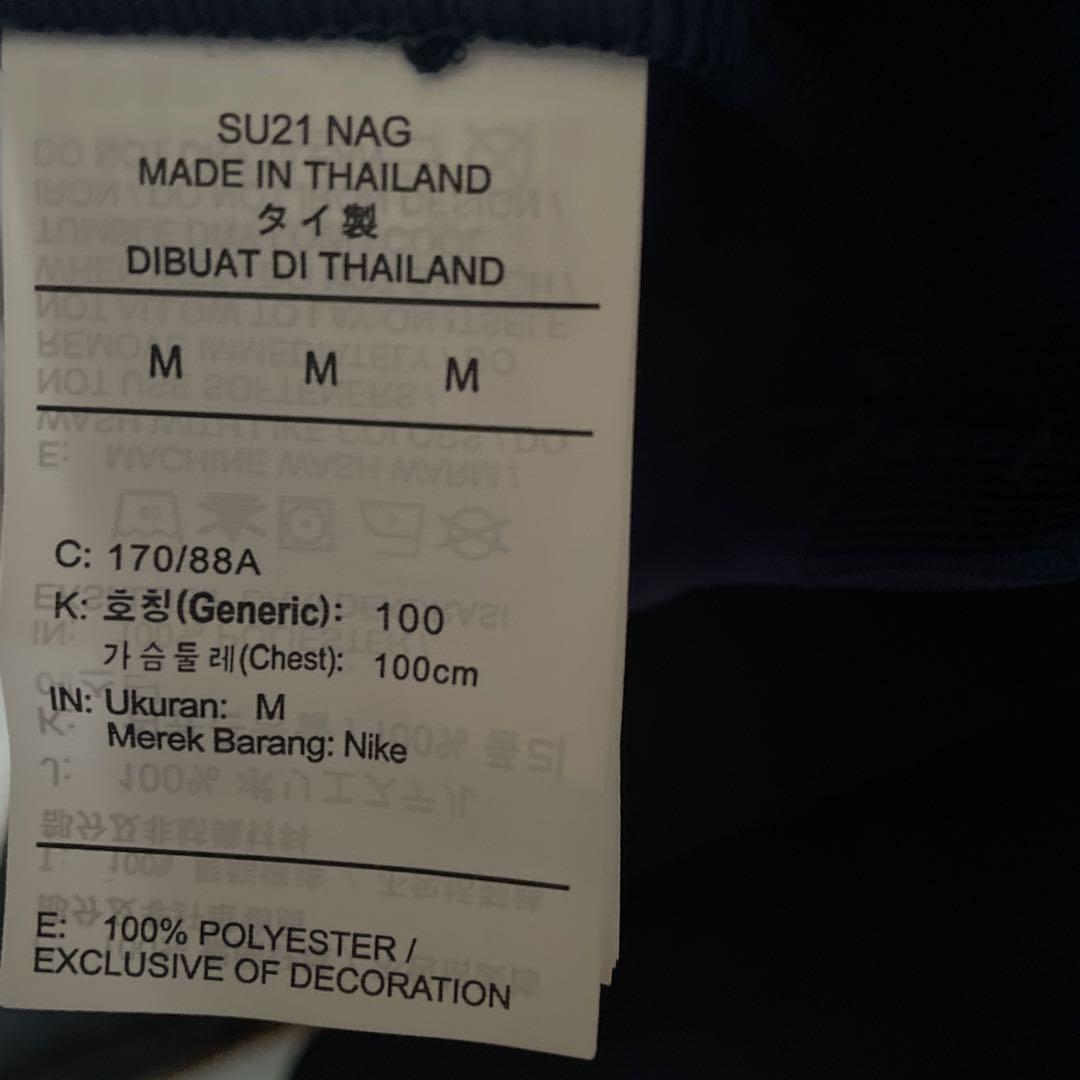 SU21 NAG
MADE IN THAILAND
タイ製
DIBUAT DI THAILAND
M M M
C: 170/88A
K: 호칭(Generic): 100
가슴둘레(Chest): 100cm
IN: Ukuran: M
Merek Barang: Nike
E: 100% POLYESTER /
EXCLUSIVE OF DECORATION